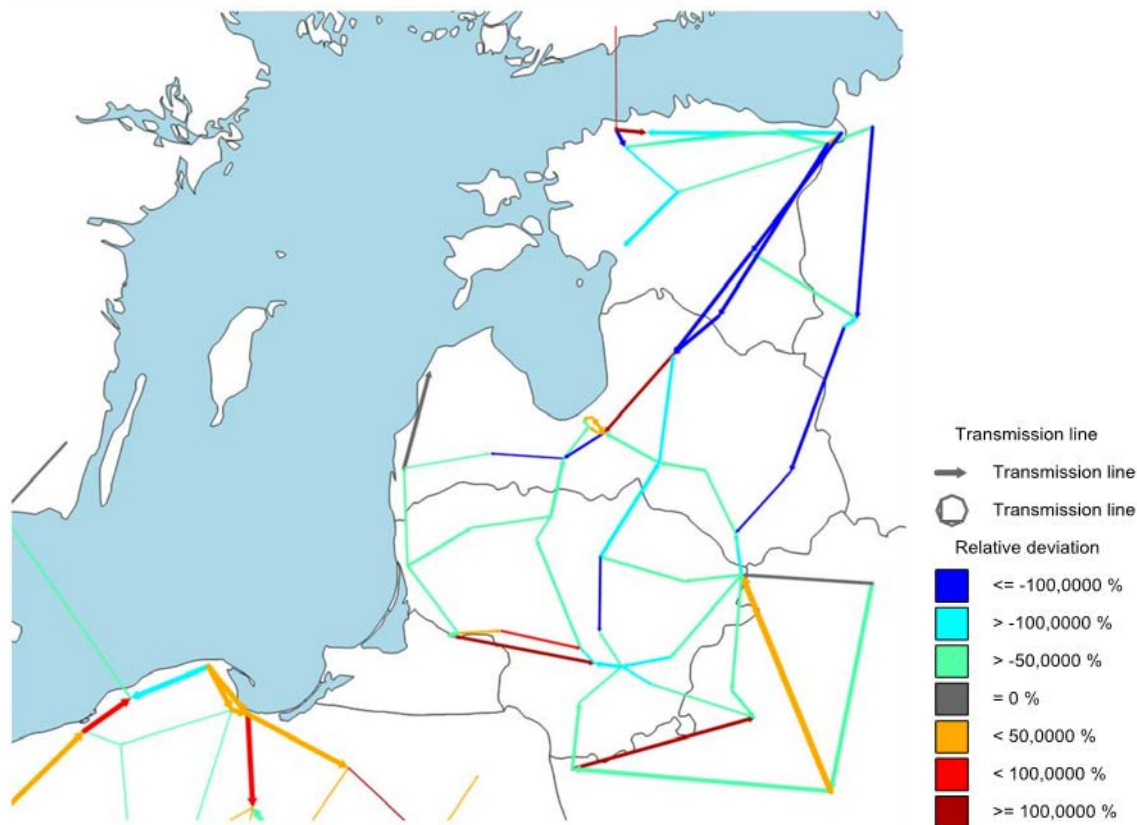 Transmission line
Transmission line
Transmission line
Relative deviation
<= -100,0000 %
> -100,0000 %
> -50,0000 %
= 0 %
< 50,0000 %
< 100,0000 %
>= 100,0000 %